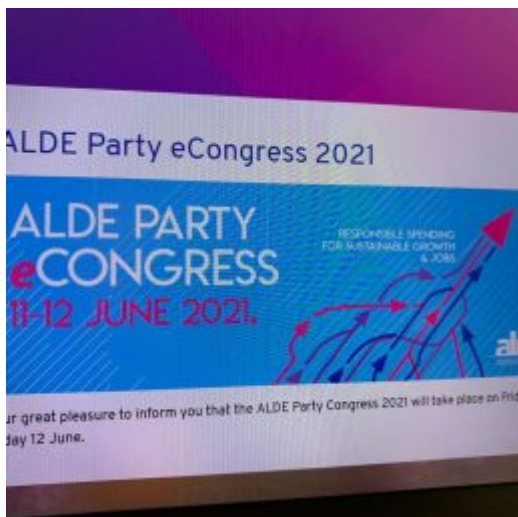 ALDE Party eCongress 2021
ALDE PARTY
eCONGRESS
11-12 JUNE 2021.
RESPONSIBLE SPENDING
FOR SUSTAINABLE GROWTH
& JOBS
great pleasure to inform you that the ALDE Party Congress 2021 will take place on
12 June.